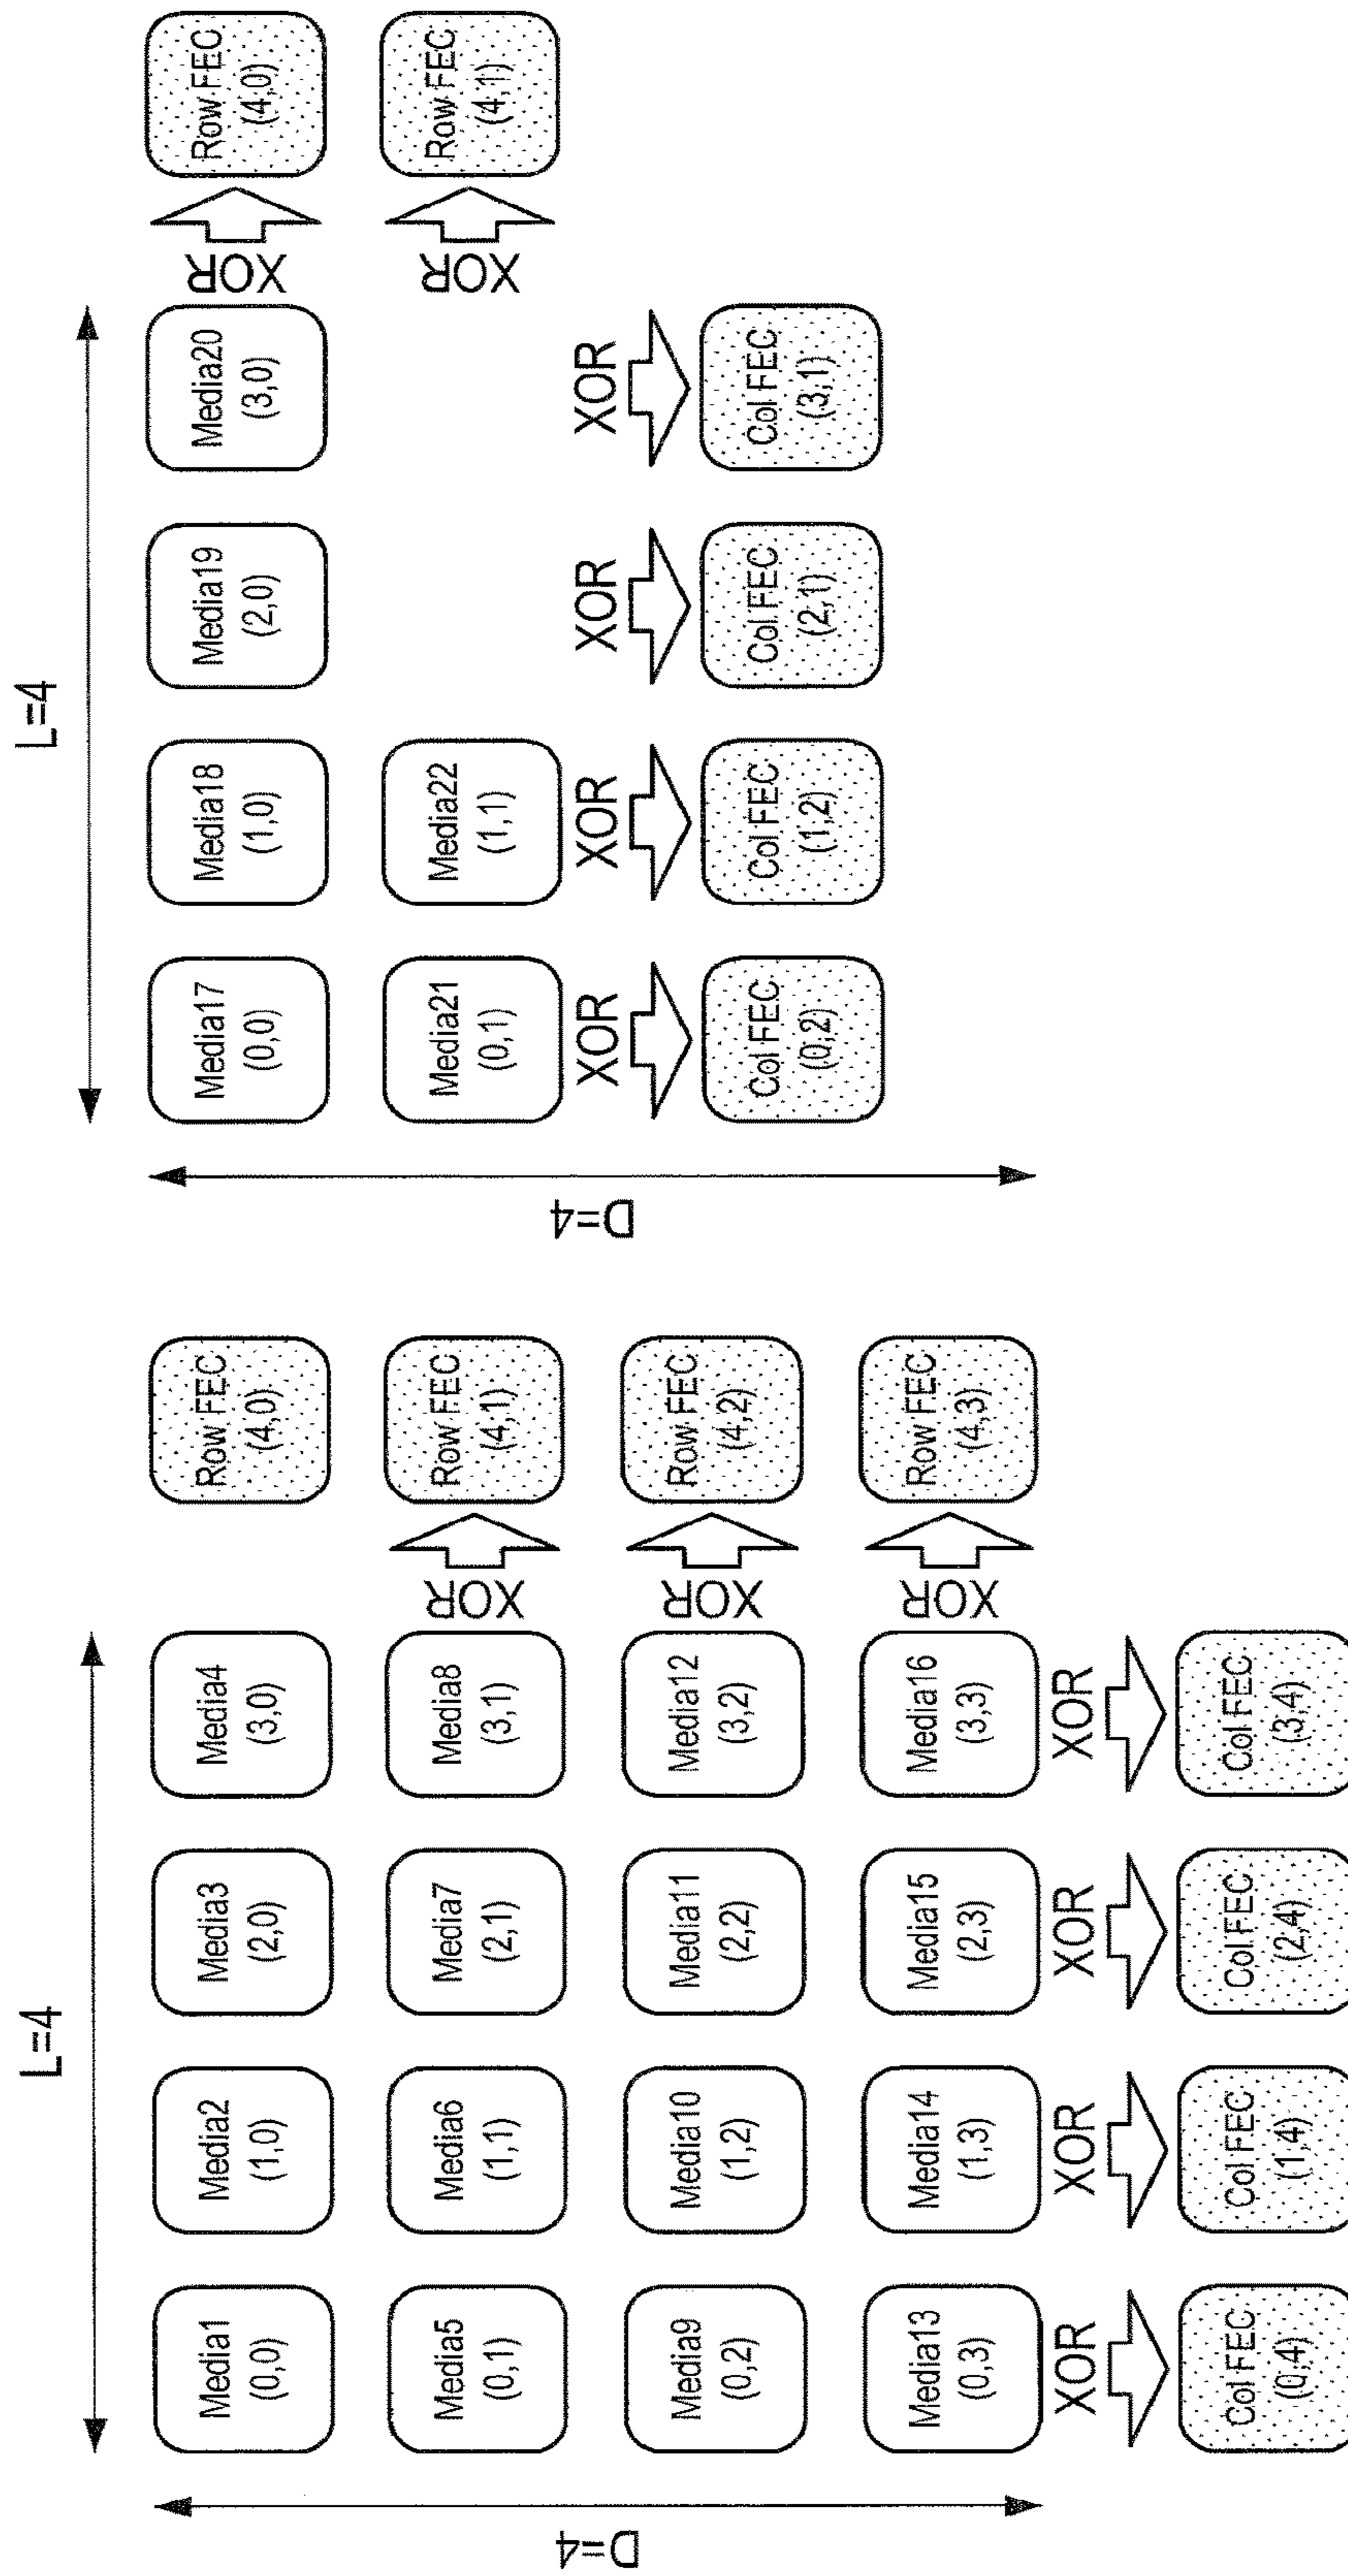 L=4
D=4
Media1
(0,0)
Media2
(1,0)
Media3
(2,0)
Media4
(3,0)
Row FEC
(4,0)
Media5
(0,1)
Media6
(1,1)
Media7
(2,1)
Media8
(3,1)
XOR
Row FEC
(4,1)
Media9
(0,2)
Media10
(1,2)
Media11
(2,2)
Media12
(3,2)
XOR
Row FEC
(4,2)
Media13
(0,3)
Media14
(1,3)
Media15
(2,3)
Media16
(3,3)
XOR
Row FEC
(4,3)
XOR
XOR
XOR
XOR
Col FEC
(0,4)
Col FEC
(1,4)
Col FEC
(2,4)
Col FEC
(3,4)
L=4
D=4
Media17
(0,0)
Media18
(1,0)
Media19
(2,0)
Media20
(3,0)
XOR
Row FEC
(4,0)
Media21
(0,1)
Media22
(1,1)
XOR
Row FEC
(4,1)
XOR
XOR
XOR
XOR
Col FEC
(0,2)
Col FEC
(1,2)
Col FEC
(2,1)
Col FEC
(3,1)